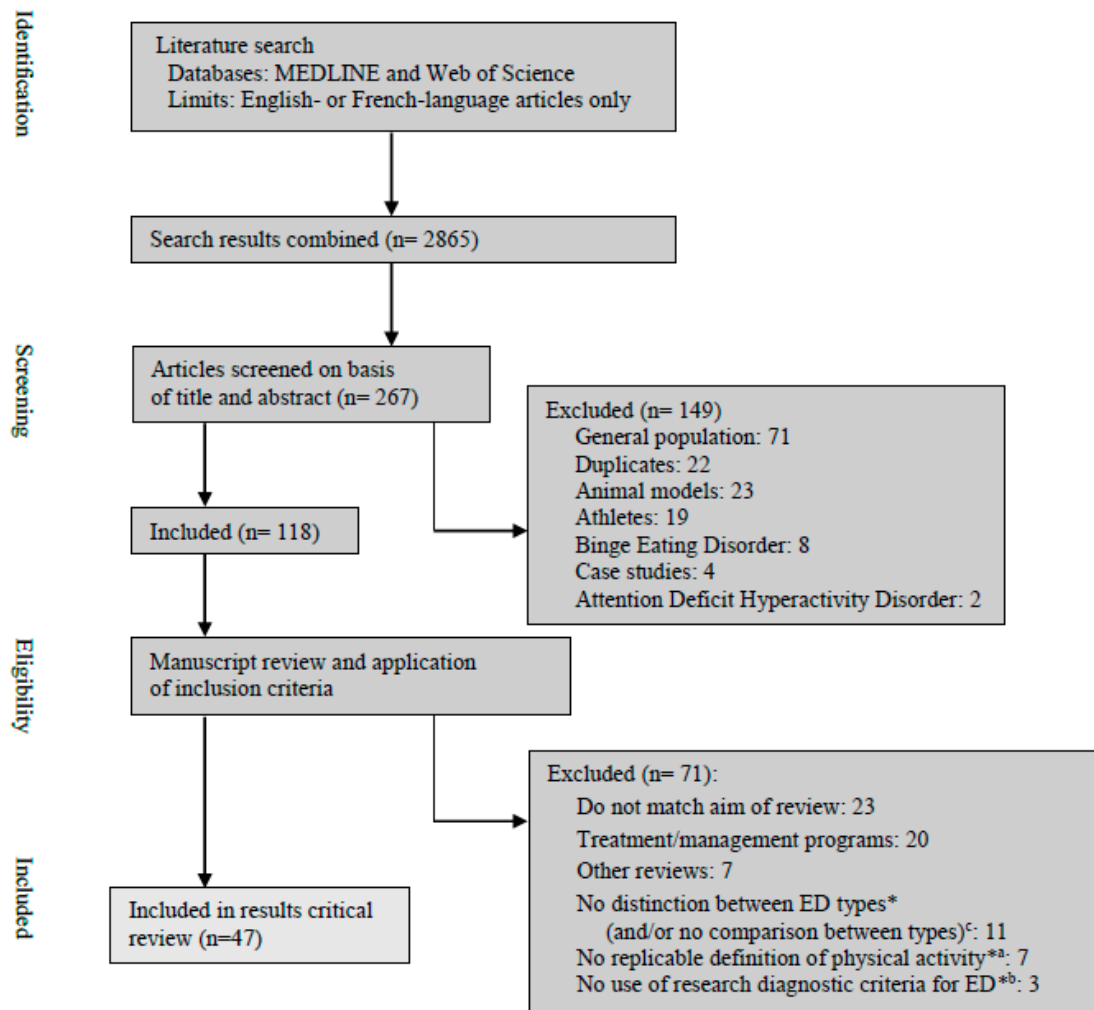 Identification
Literature search
Databases: MEDLINE and Web of Science
Limits: English- or French-language articles only
Search results combined (n= 2865)
Screening
Articles screened on basis
of title and abstract (n= 267)
Excluded (n= 149)
General population: 71
Duplicates: 22
Animal models: 23
Athletes: 19
Binge Eating Disorder: 8
Case studies: 4
Attention Deficit Hyperactivity Disorder: 2
Included (n= 118)
Eligibility
Manuscript review and application
of inclusion criteria
Excluded (n= 71):
Do not match aim of review: 23
Treatment/management programs: 20
Other reviews: 7
No distinction between ED types*
(and/or no comparison between types)ᶜ: 11
No replicable definition of physical activity*ᵃ: 7
No use of research diagnostic criteria for ED*ᵇ: 3
Included
Included in results critical
review (n=47)